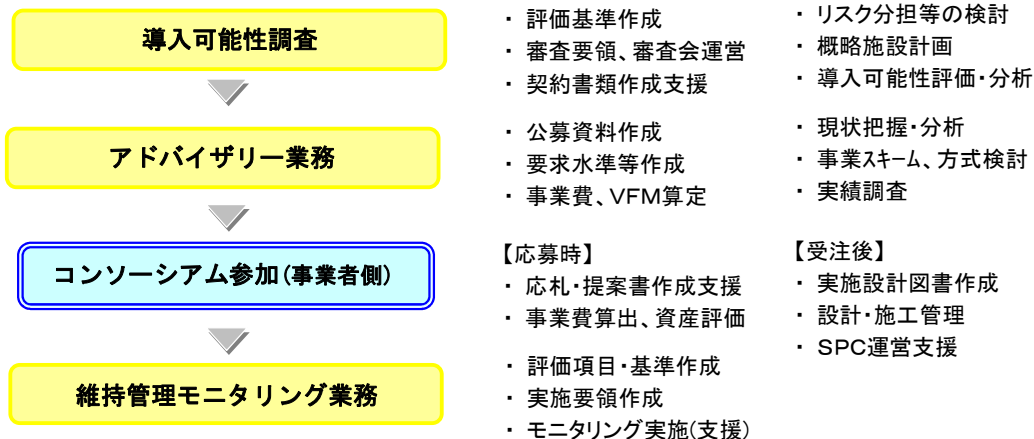 導入可能性調査
アドバイザリー業務
コンソーシアム参加(事業者側)
維持管理モニタリング業務
・ 評価基準作成
・ 審査要領、審査会運営
・ 契約書類作成支援
・ 公募資料作成
・ 要求水準等作成
・ 事業費、VFM算定
【応募時】
・ 応札・提案書作成支援
・ 事業費算出、資産評価
・ 評価項目・基準作成
・ 実施要領作成
・ モニタリング実施(支援)
・ リスク分担等の検討
・ 概略施設計画
・ 導入可能性評価・分析
・ 現状把握・分析
・ 事業スキーム、方式検討
・ 実績調査
【受注後】
・ 実施設計図書作成
・ 設計・施工管理
・ SPC運営支援